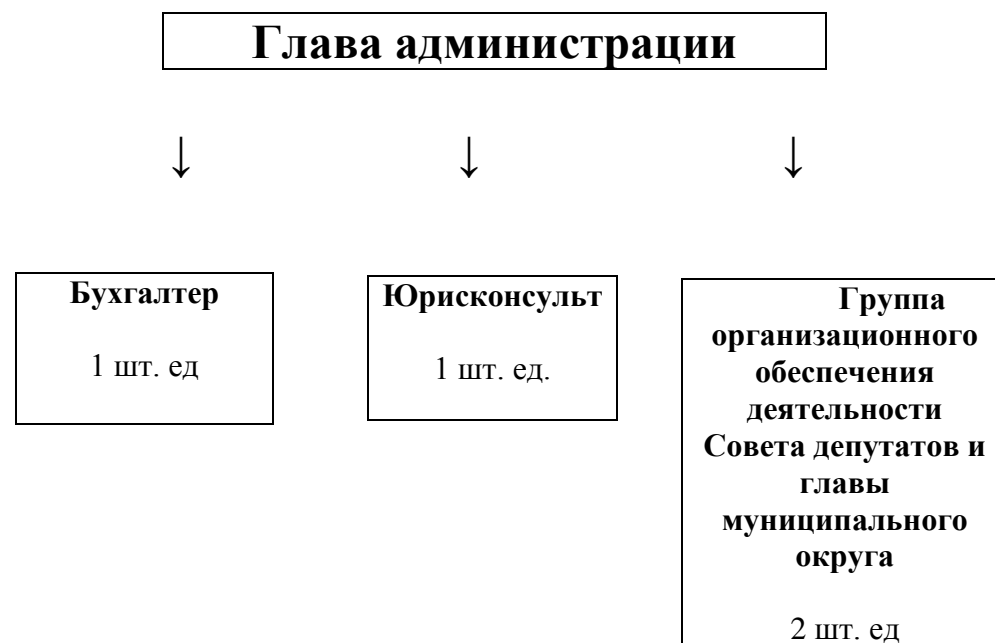 Глава администрации
↓ ↓ ↓
Бухгалтер
1 шт. ед
Юрисконсульт
1 шт. ед.
Группа
организационного
обеспечения
деятельности
Совета депутатов и
главы
муниципального
округа
2 шт. ед